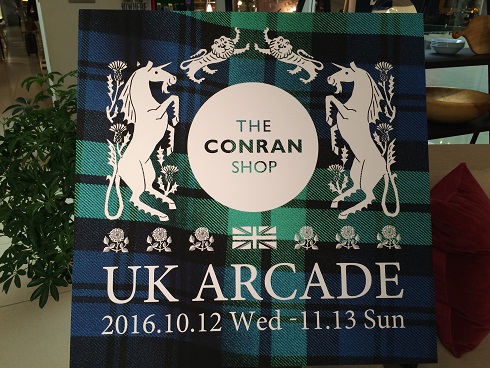 THE
CONRAN
SHOP
UK ARCADE
2016.10.12 Wed -11.13 Sun